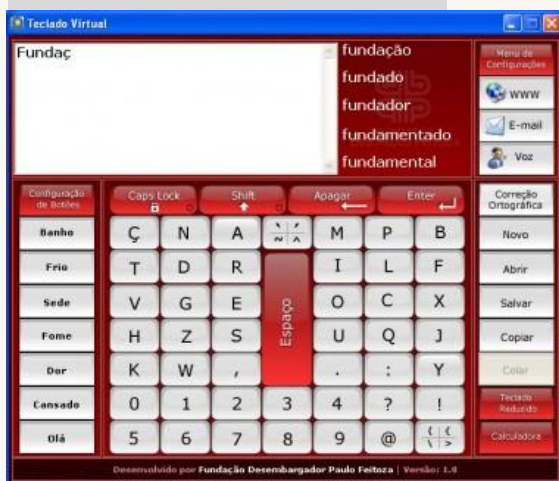 Teclado Virtual
Fundaç
fundação
fundado
fundador
fundamentado
fundamental
Menu de
Configurações
WWW
E-mail
Voz
Configuração
de Botões
Caps Lock
Shift
Apagar
Enter
Correção
Ortográfica
Banho
Ç N A ` ´ ~ ^ M P B
Novo
Frio
T D R I L F
Abrir
Sede
V G E Espaço O C X
Salvar
Fome
H Z S U Q J
Copiar
Dor
K W , . : Y
Colar
Cansado
0 1 2 3 4 ? !
Teclado
Reduzido
Olá
5 6 7 8 9 @
Calculadora
Desenvolvido por Fundação Desembargador Paulo Feitoza | Versão: 1.8